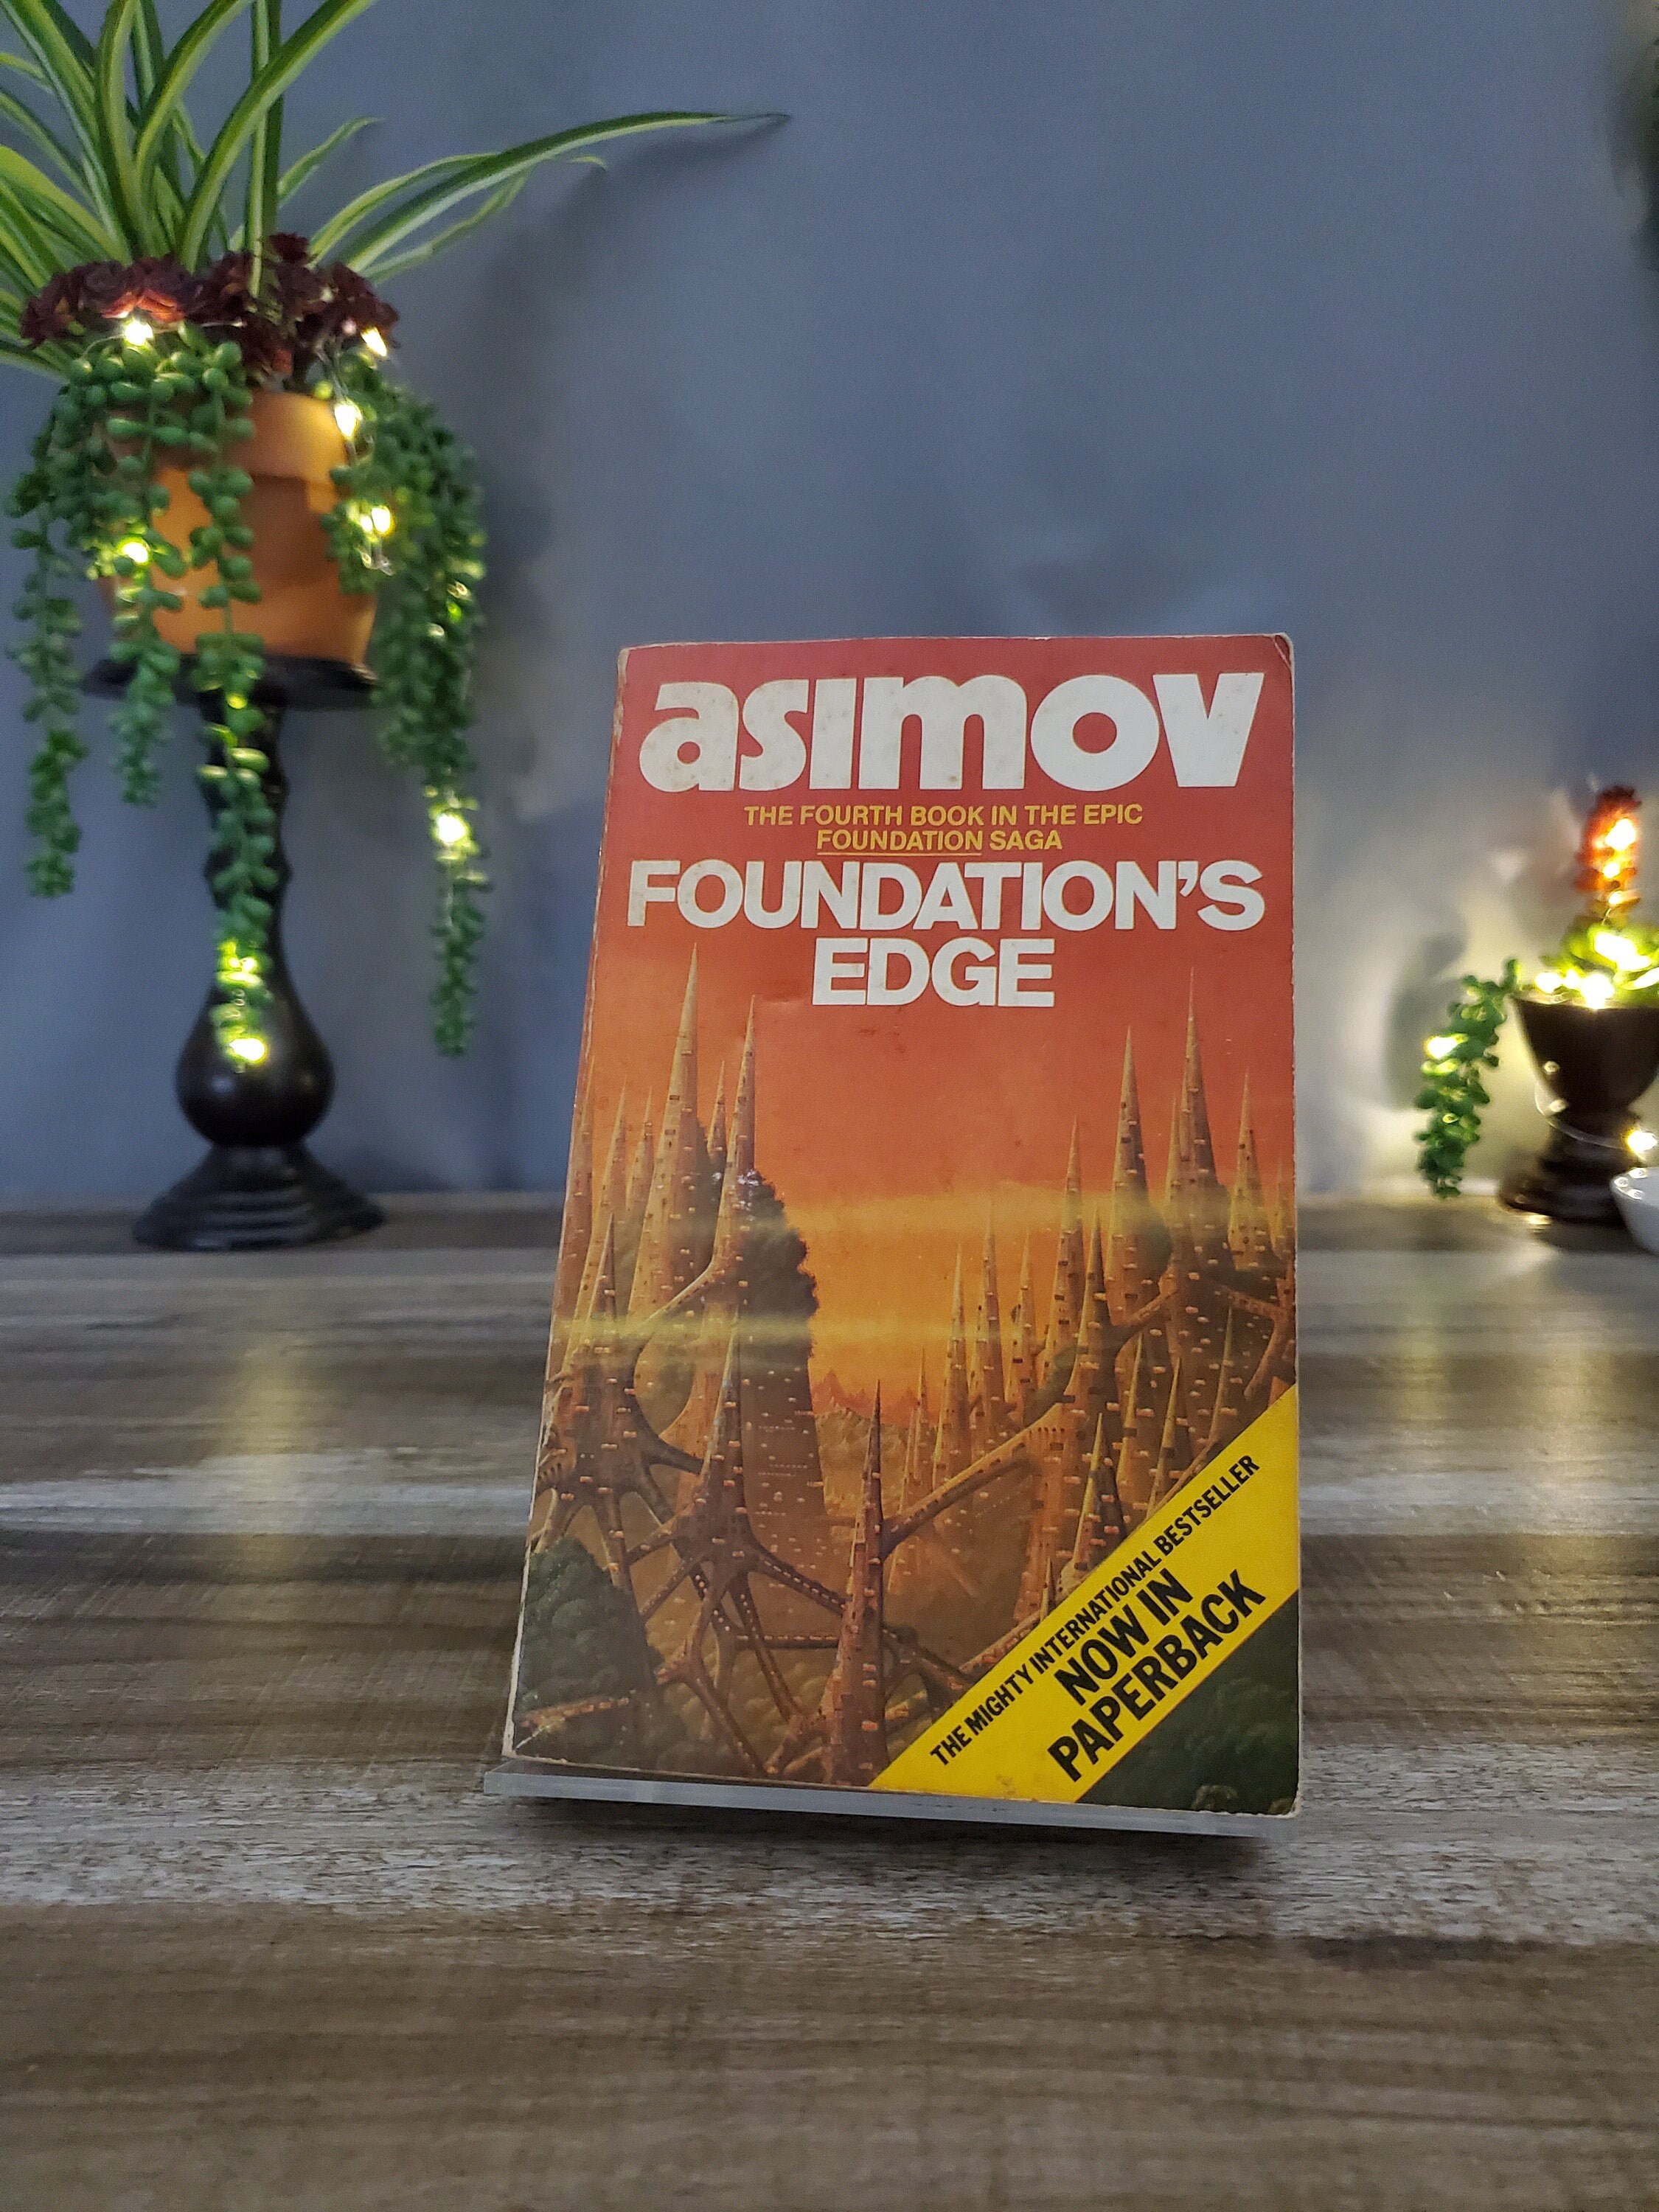 asimov
THE FOURTH BOOK IN THE EPIC
FOUNDATION SAGA
FOUNDATION'S
EDGE
THE MIGHTY INTERNATIONAL BESTSELLER
NOW IN
PAPERBACK